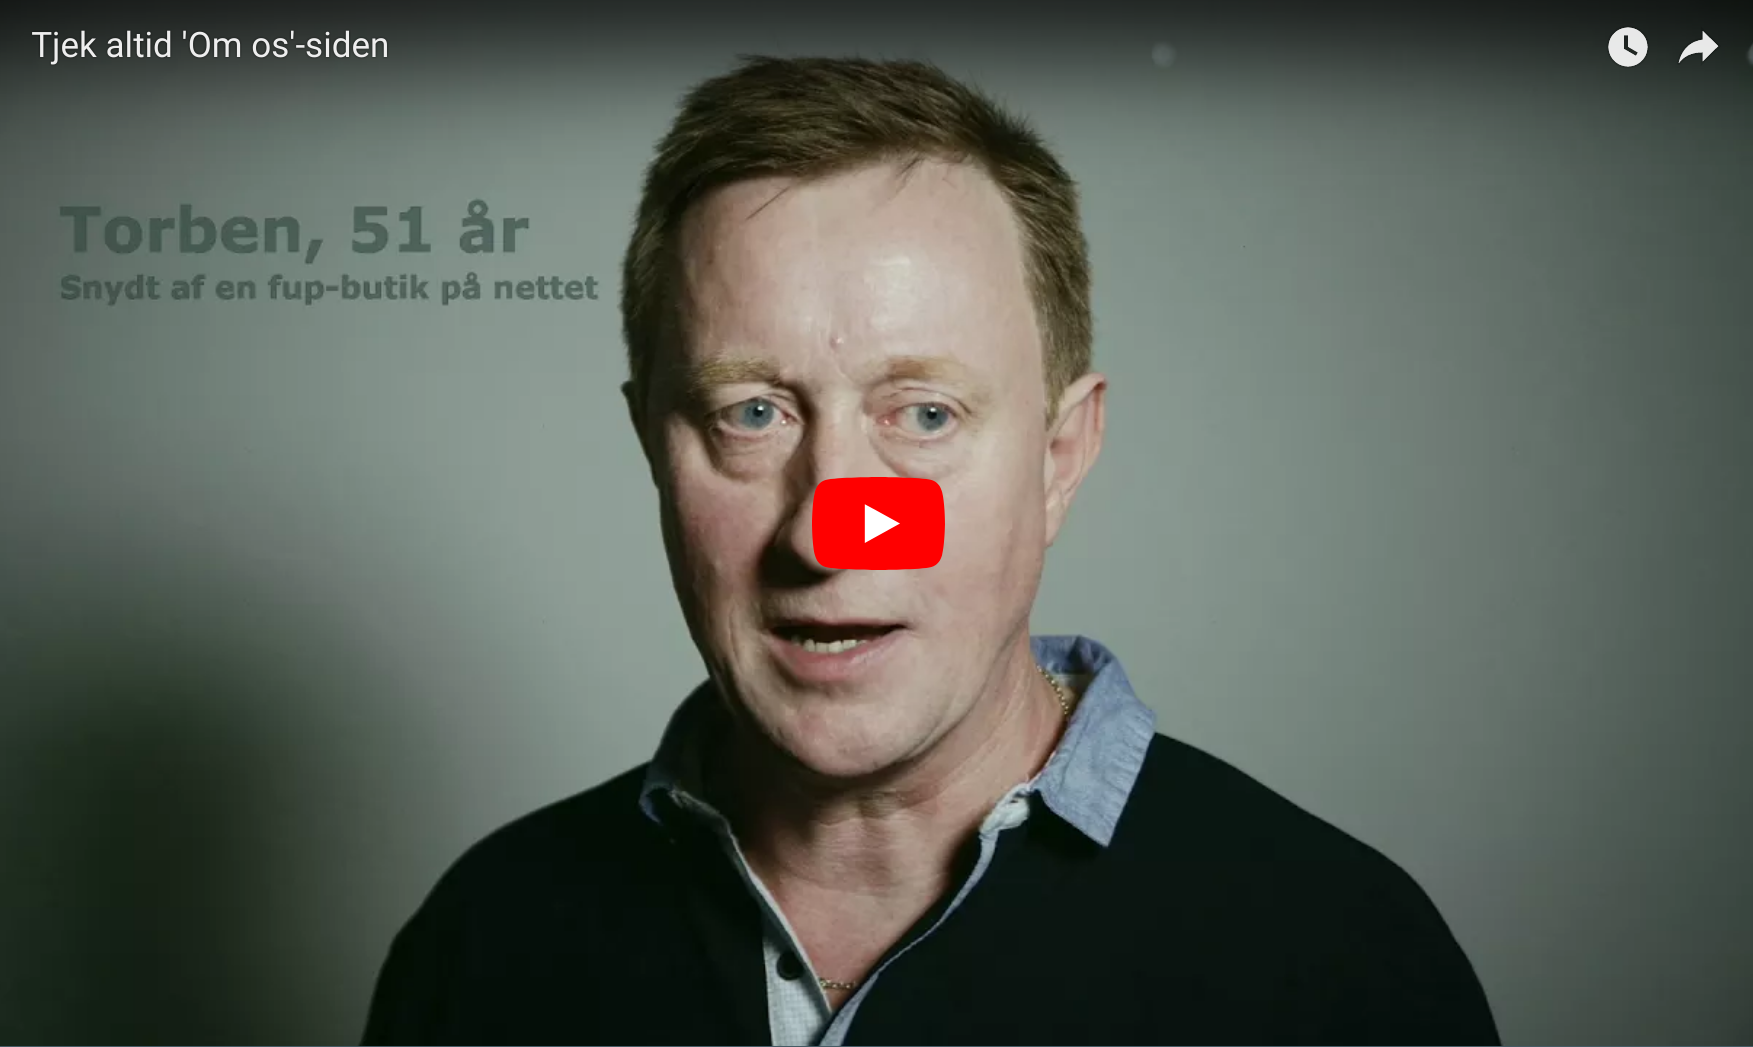 Tjek altid 'Om os'-siden
Torben, 51 år
Snydt af en fup-butik på nettet